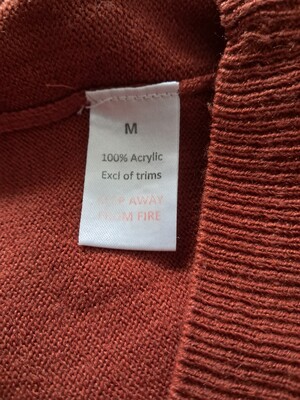 M
100% Acrylic
Excl of trims
KEEP AWAY
FROM FIRE